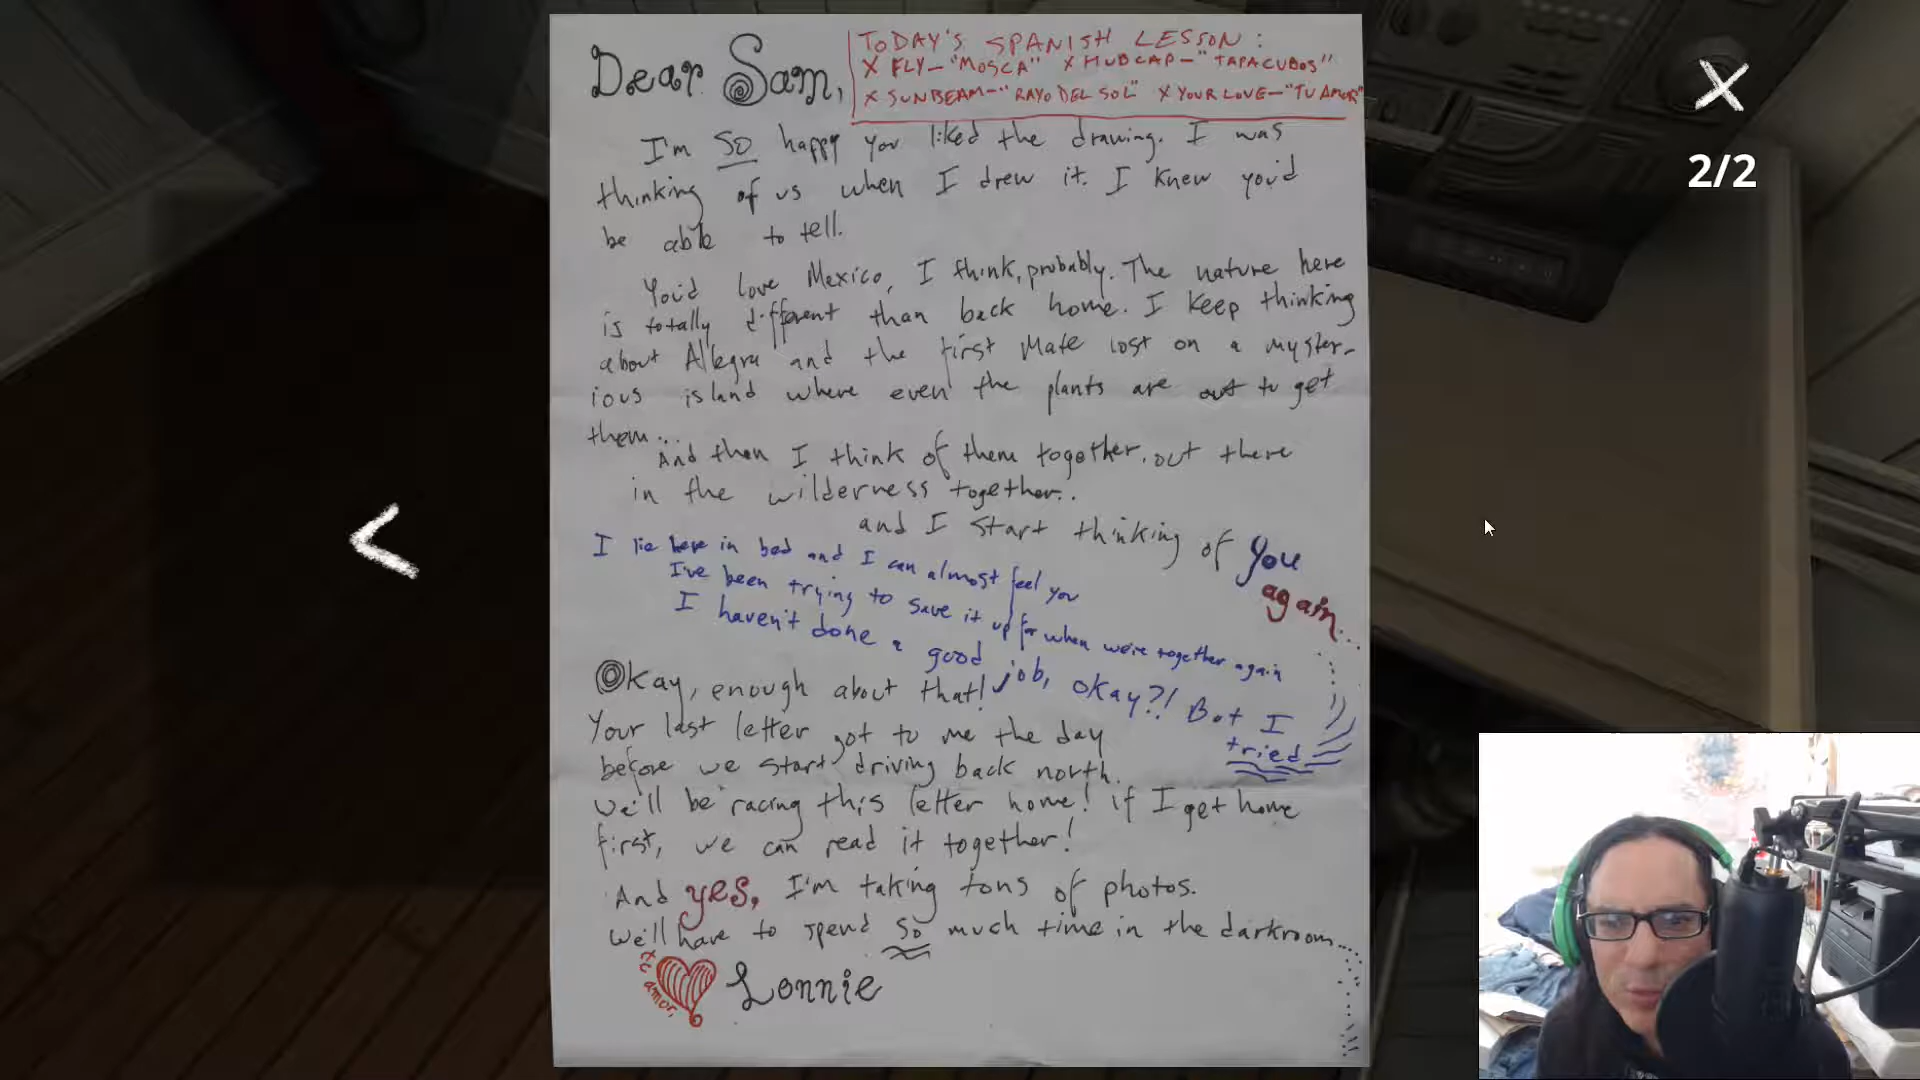 Dear Sam,
TODAY'S SPANISH LESSON:
X FLY-"MOSCA" X HUBCAP-"TAPACUBOS"
X SUNBEAM-"RAYO DEL SOL" X YOUR LOVE-"TU AMOR"
I'm SO happy you liked the drawing. I was
thinking of us when I drew it. I knew you'd
be able to tell.
You'd love Mexico, I think, probably. The nature here
is totally different than back home. I keep thinking
about Allegra and the first mate lost on a myster-
ious island where even the plants are out to get
them...
And then I think of them together, out there
in the wilderness together..
and I start thinking of you
again...
I lie here in bed and I can almost feel you
I've been trying to save it up for when we're together again
I haven't done a good job, okay?! But I
tried
Okay, enough about that!
Your last letter got to me the day
before we start driving back north.
We'll be racing this letter home! if I get home
first, we can read it together!
And yes, I'm taking tons of photos.
We'll have to spend so much time in the darkroom...
tu amor,
Lonnie
2/2